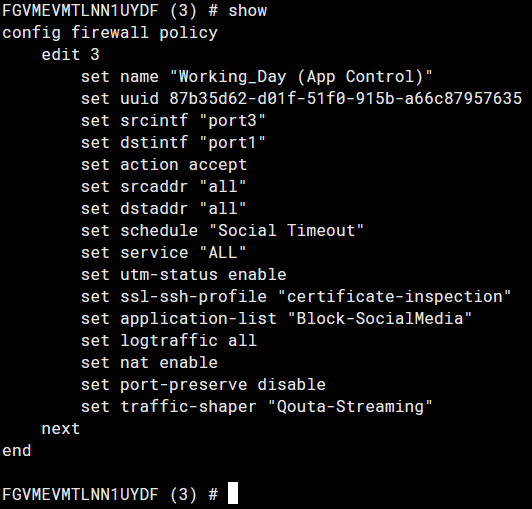 FGVMEVMTLNN1UYDF (3) # show
config firewall policy
    edit 3
        set name "Working_Day (App Control)"
        set uuid 87b35d62-d01f-51f0-915b-a66c87957635
        set srcintf "port3"
        set dstintf "port1"
        set action accept
        set srcaddr "all"
        set dstaddr "all"
        set schedule "Social Timeout"
        set service "ALL"
        set utm-status enable
        set ssl-ssh-profile "certificate-inspection"
        set application-list "Block-SocialMedia"
        set logtraffic all
        set nat enable
        set port-preserve disable
        set traffic-shaper "Qouta-Streaming"
    next
end
FGVMEVMTLNN1UYDF (3) #